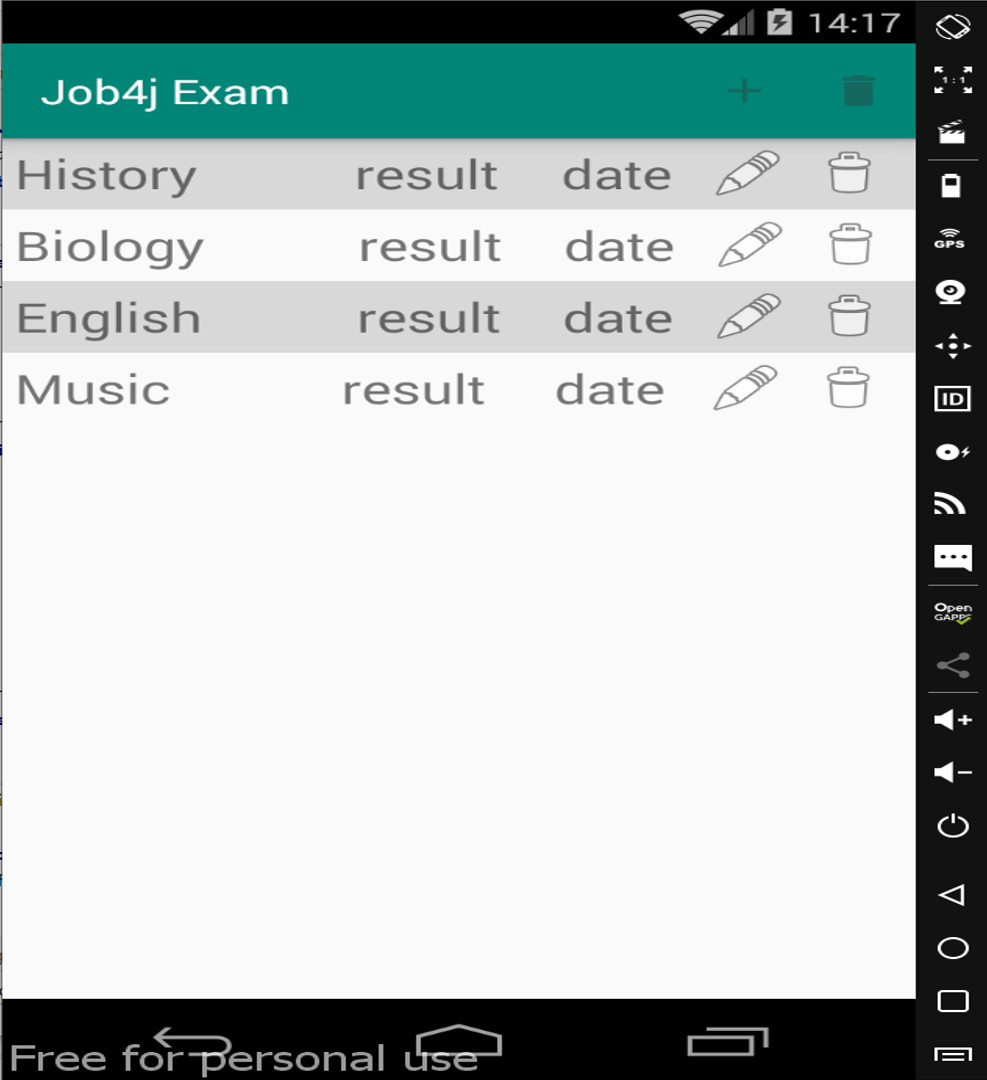 14:17
Job4j Exam
History result date
Biology result date
English result date
Music result date
Free for personal use
1:1
GPS
ID
Open
GAPPS